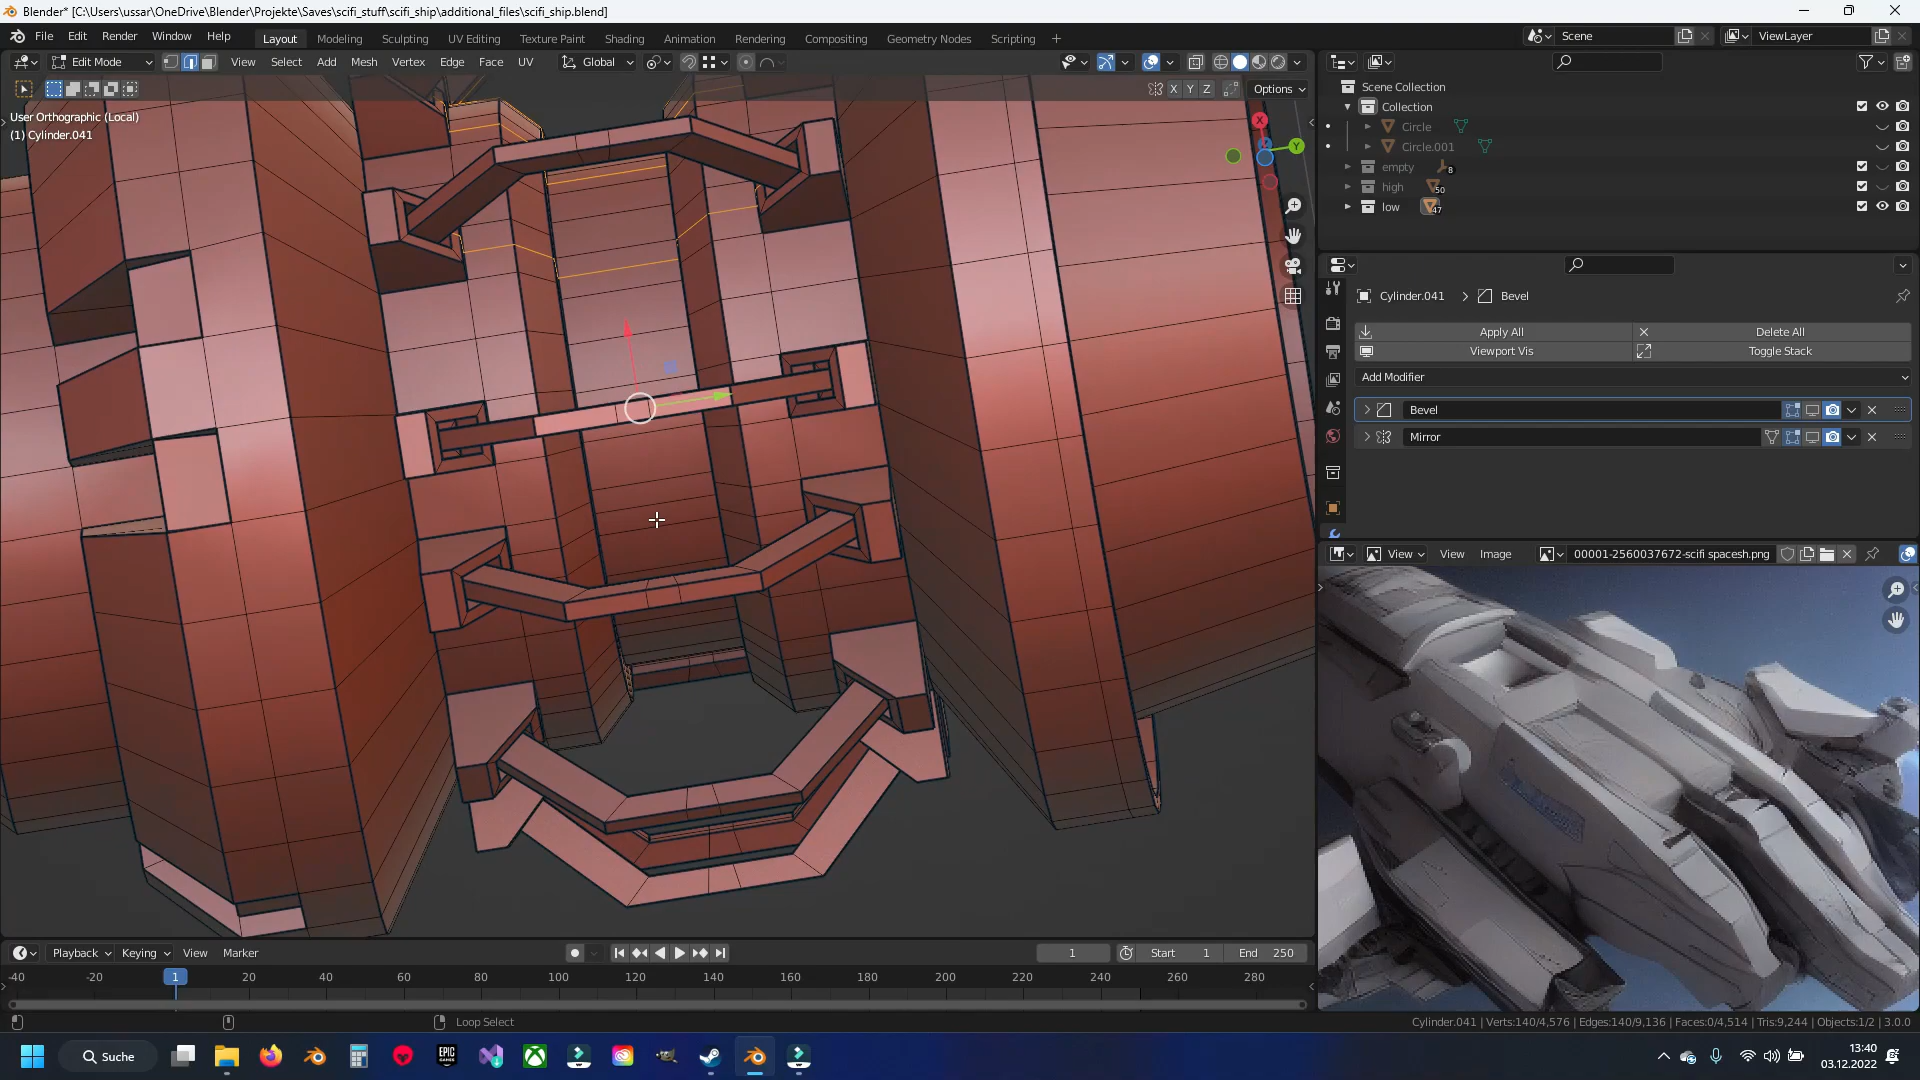 Blender* [C:\Users\ussar\OneDrive\Blender\Projekte\Saves\scifi_stuff\scifi_ship\additional_files\scifi_ship.blend]
File Edit Render Window Help Layout Modeling Sculpting UV Editing Texture Paint Shading Animation Rendering Compositing Geometry Nodes Scripting + Scene ViewLayer
Edit Mode View Select Add Mesh Vertex Edge Face UV Global
X Y Z Options
User Orthographic (Local)
(1) Cylinder.041
X
Y
Scene Collection
Collection
Circle
Circle.001
empty 8
high 50
low 47
Cylinder.041 > Bevel
Apply All Delete All
Viewport Vis Toggle Stack
Add Modifier
Bevel
Mirror
View View Image 00001-2560037672-scifi spacesh.png
Playback Keying View Marker 1 Start 1 End 250
-40 -20 1 20 40 60 80 100 120 140 160 180 200 220 240 260 280
Loop Select Cylinder.041 | Verts:140/4,576 | Edges:140/9,136 | Faces:0/4,514 | Tris:9,244 | Objects:1/2 | 3.0.0
Suche
EPIC GAMES
13:40
03.12.2022